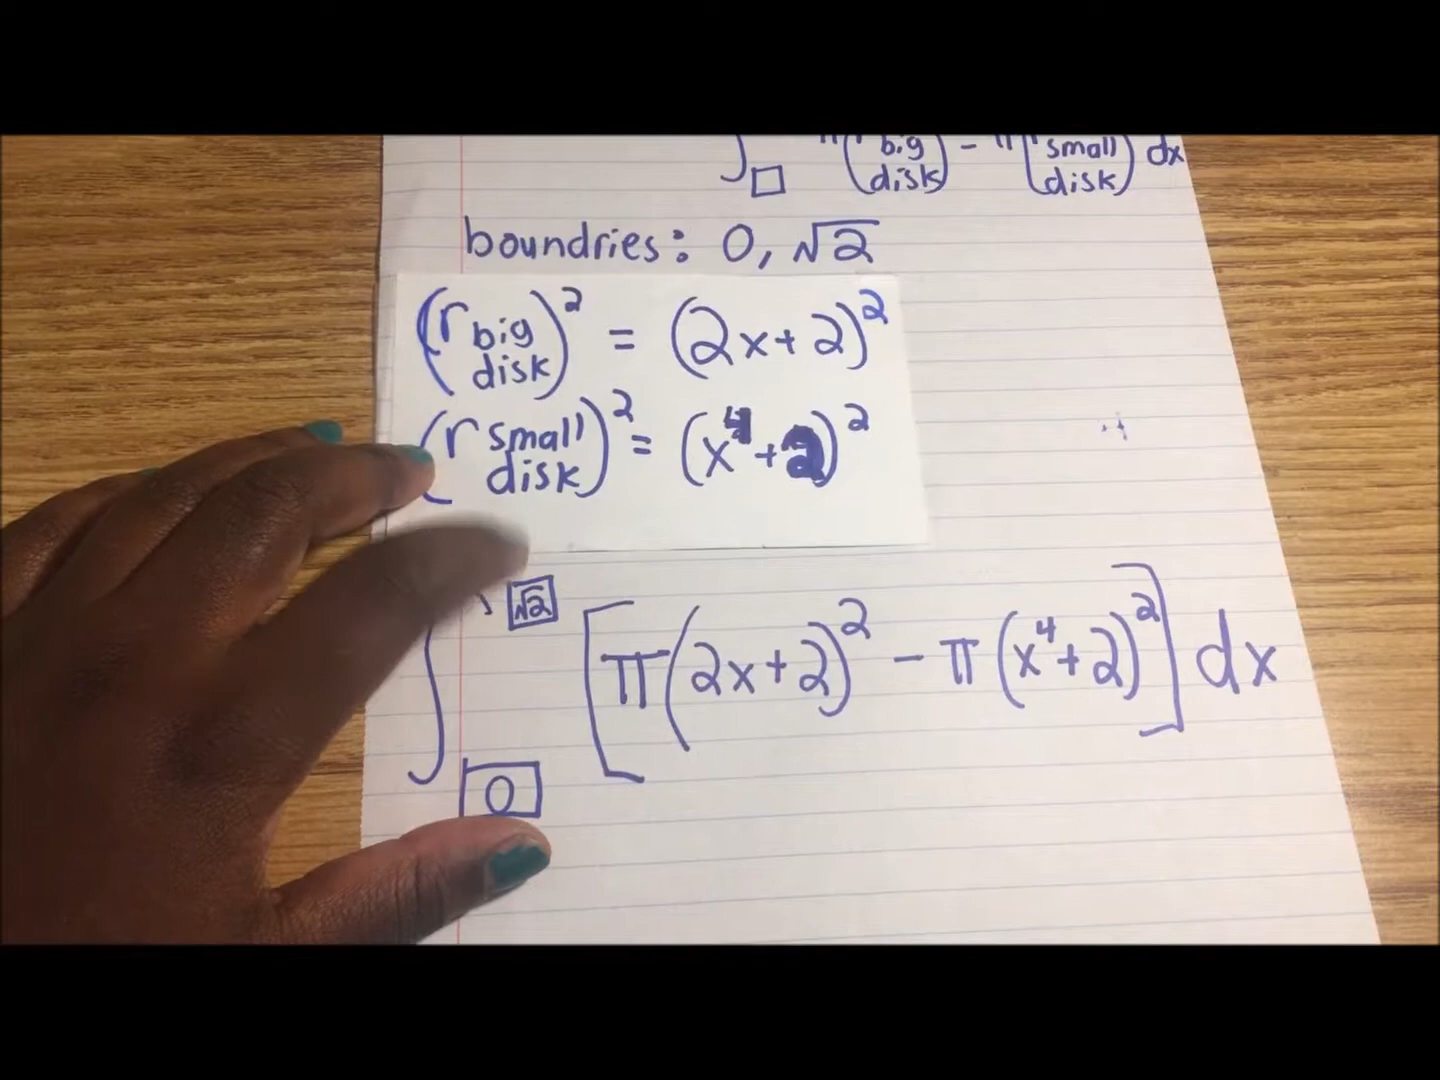 ∫□ π(r big disk) - π(r small disk) dx
boundries: 0, √2
(r big disk)² = (2x+2)²
(r small disk)² = (x⁴+2)²
∫₀^√2 [π(2x+2)² - π(x⁴+2)²] dx